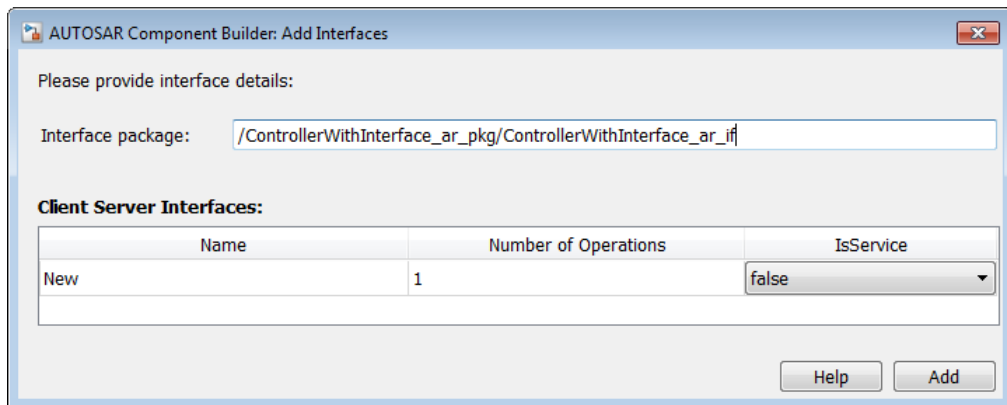 AUTOSAR Component Builder: Add Interfaces
Please provide interface details:
Interface package: /ControllerWithInterface_ar_pkg/ControllerWithInterface_ar_if
Client Server Interfaces:
Name Number of Operations IsService
New 1 false
Help Add